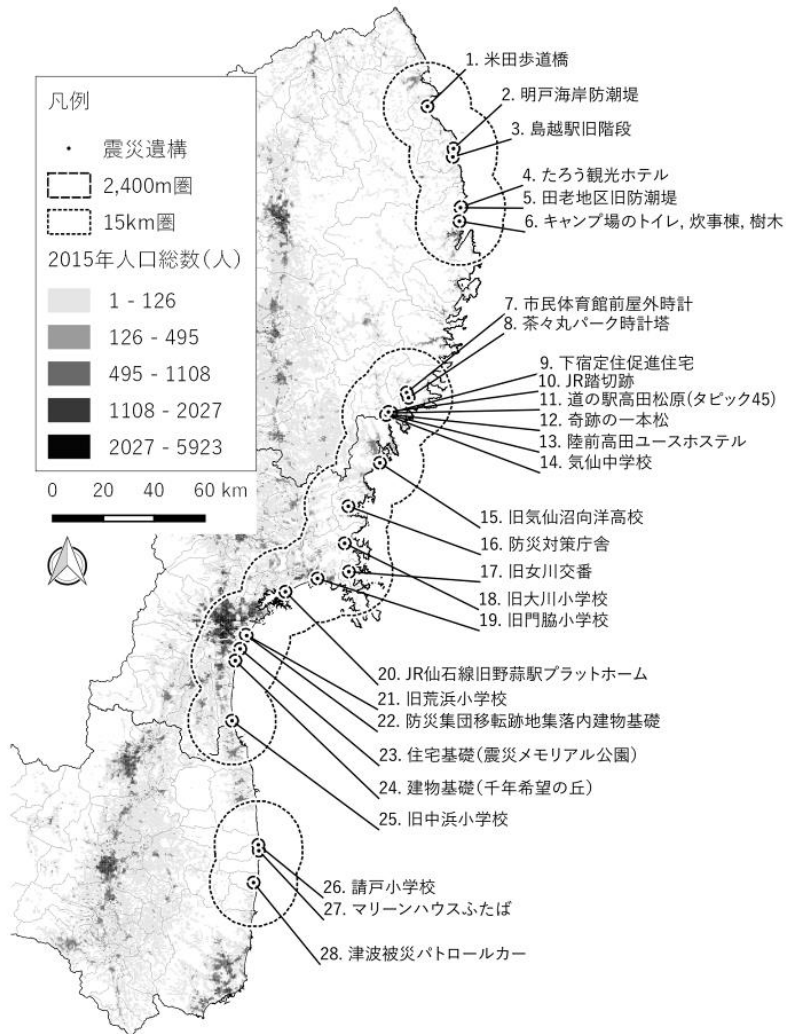 凡例
震災遺構
2,400m圏
15km圏
2015年人口総数(人)
1 - 126
126 - 495
495 - 1108
1108 - 2027
2027 - 5923
0 20 40 60 km
1. 米田歩道橋
2. 明戸海岸防潮堤
3. 島越駅旧階段
4. たろう観光ホテル
5. 田老地区旧防潮堤
6. キャンプ場のトイレ, 炊事棟, 樹木
7. 市民体育館前屋外時計
8. 茶々丸パーク時計塔
9. 下宿定住促進住宅
10. JR踏切跡
11. 道の駅高田松原(タピック45)
12. 奇跡の一本松
13. 陸前高田ユースホステル
14. 気仙中学校
15. 旧気仙沼向洋高校
16. 防災対策庁舎
17. 旧女川交番
18. 旧大川小学校
19. 旧門脇小学校
20. JR仙石線旧野蒜駅プラットホーム
21. 旧荒浜小学校
22. 防災集団移転跡地集落内建物基礎
23. 住宅基礎(震災メモリアル公園)
24. 建物基礎(千年希望の丘)
25. 旧中浜小学校
26. 請戸小学校
27. マリーンハウスふたば
28. 津波被災パトロールカー